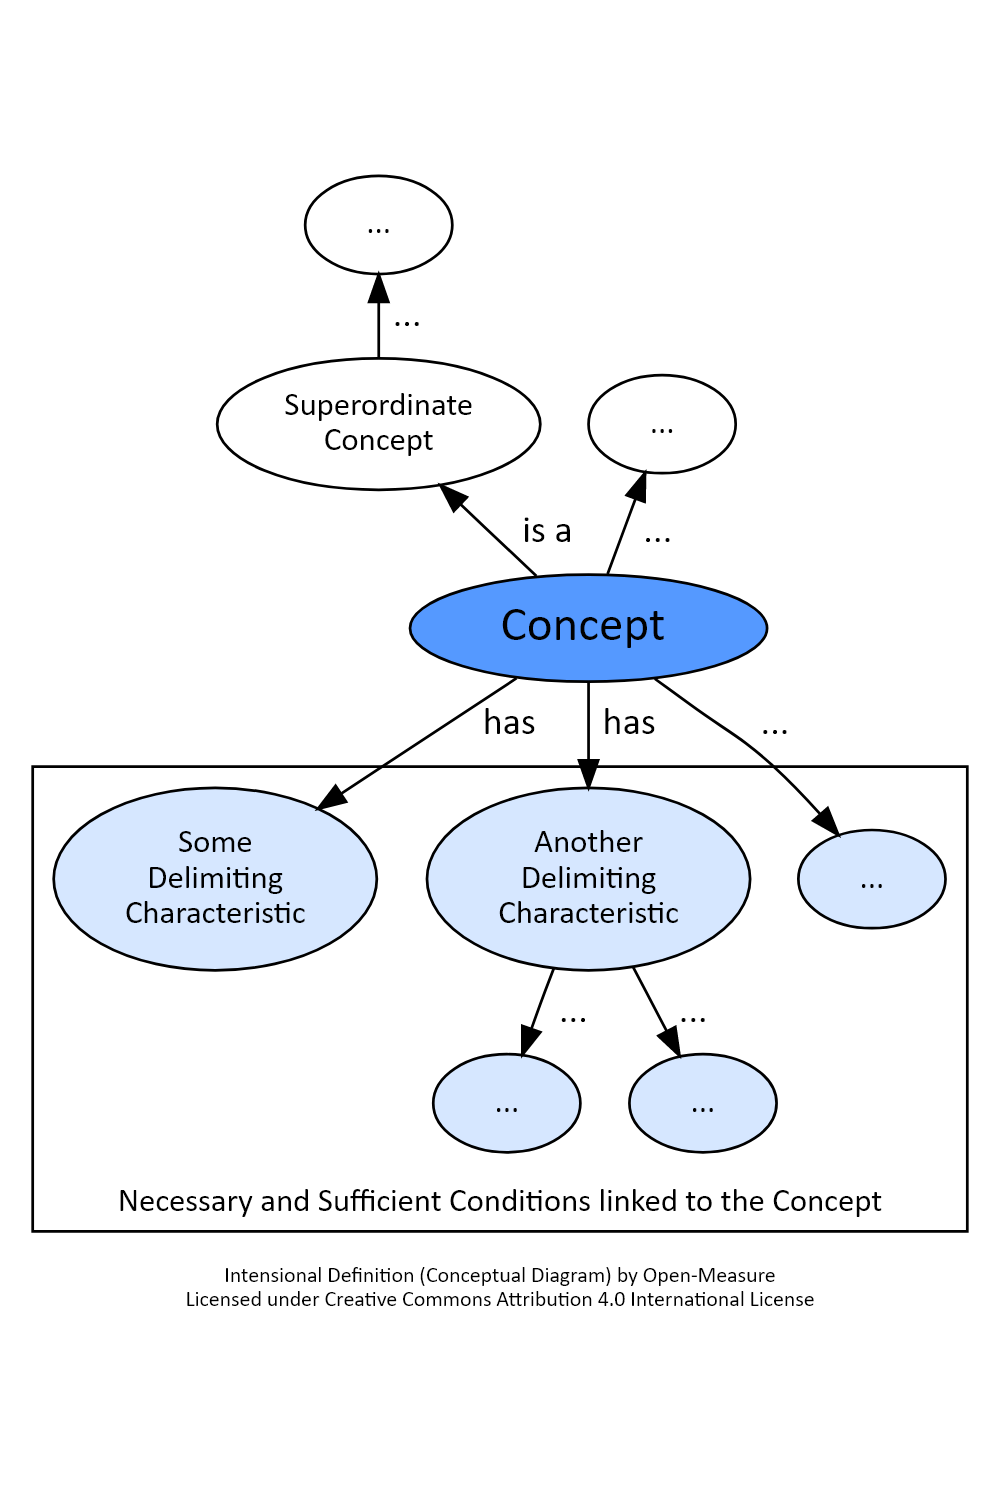 ...
...
Superordinate
Concept
...
is a
...
Concept
has
has
...
Some
Delimiting
Characteristic
Another
Delimiting
Characteristic
...
...
...
...
...
Necessary and Sufficient Conditions linked to the Concept
Intensional Definition (Conceptual Diagram) by Open-Measure
Licensed under Creative Commons Attribution 4.0 International License